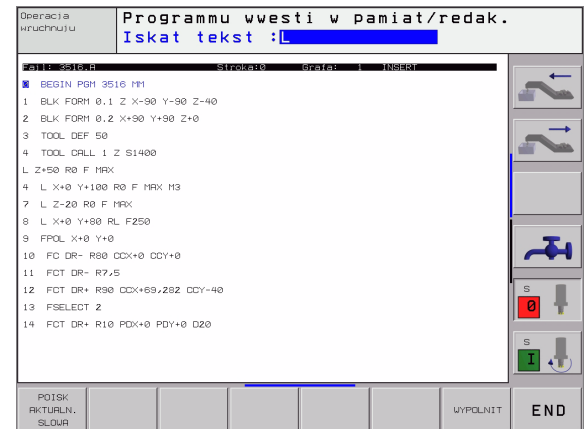 Operacja
wruchnuju
Programmu wwesti w pamiat/redak.
Iskat tekst :L
Fajl: 3516.A Stroka:0 Grafa: 1 INSERT
0 BEGIN PGM 3516 MM
1 BLK FORM 0.1 Z X-90 Y-90 Z-40
2 BLK FORM 0.2 X+90 Y+90 Z+0
3 TOOL DEF 50
4 TOOL CALL 1 Z S1400
L Z+50 R0 F MAX
4 L X+0 Y+100 R0 F MAX M3
7 L Z-20 R0 F MAX
8 L X+0 Y+80 RL F250
9 FPOL X+0 Y+0
10 FC DR- R80 CCX+0 CCY+0
11 FCT DR- R7,5
12 FCT DR+ R90 CCX+69,282 CCY-40
13 FSELECT 2
14 FCT DR+ R10 PDX+0 PDY+0 D20
S
0
S
I
POISK
AKTUALN.
SLOWA
WYPOLNIT
END